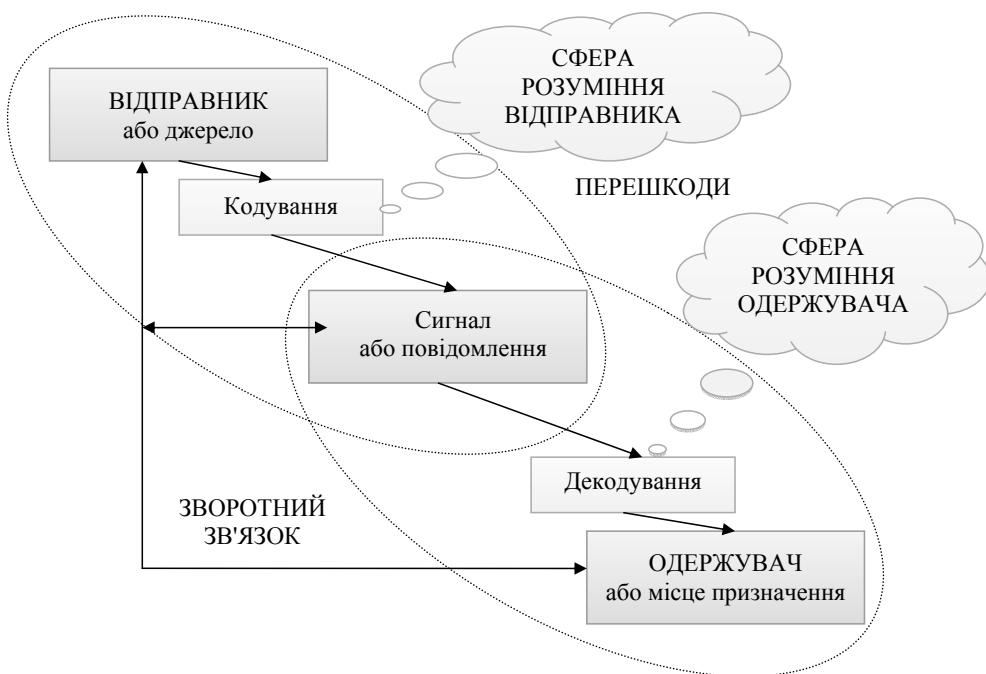 СФЕРА
РОЗУМІННЯ
ВІДПРАВНИКА
ВІДПРАВНИК
або джерело
ПЕРЕШКОДИ
Кодування
СФЕРА
РОЗУМІННЯ
ОДЕРЖУВАЧА
Сигнал
або повідомлення
Декодування
ЗВОРОТНИЙ
ЗВ'ЯЗОК
ОДЕРЖУВАЧ
або місце призначення